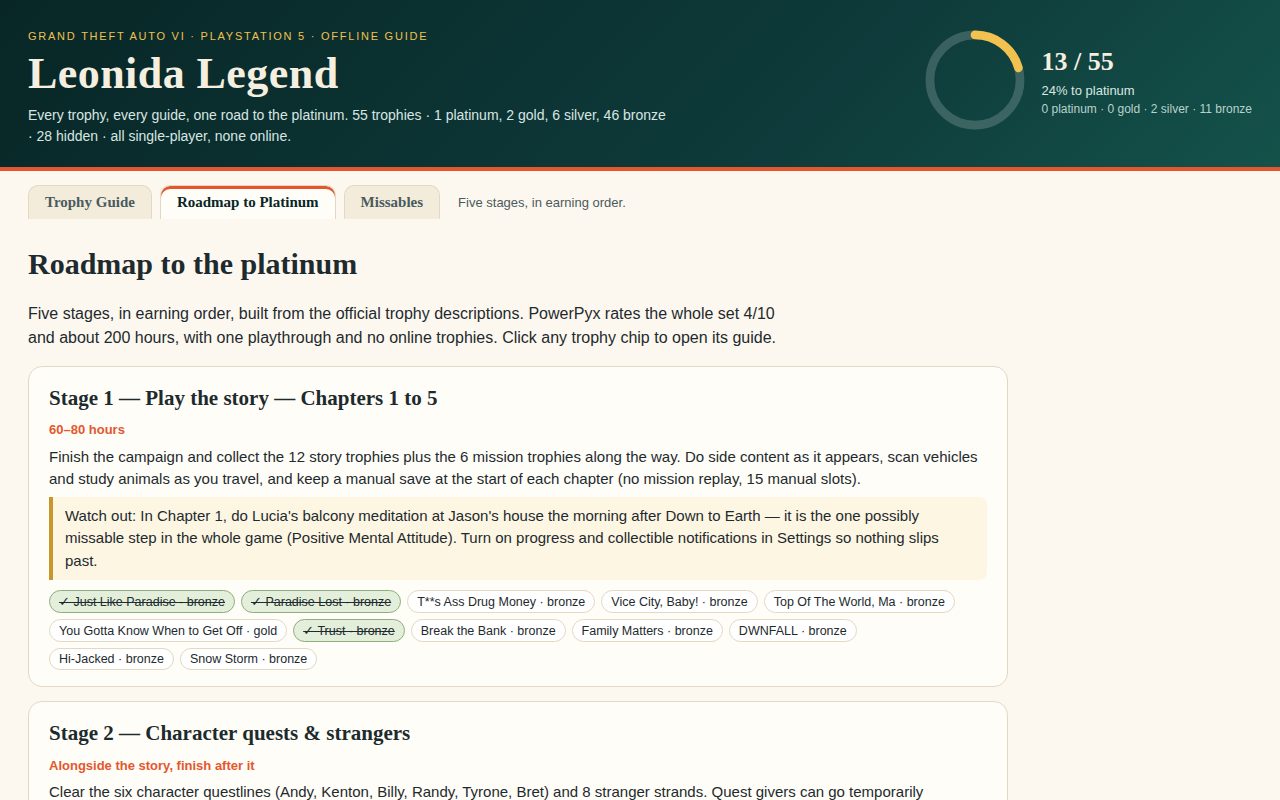 GRAND THEFT AUTO VI · PLAYSTATION 5 · OFFLINE GUIDE
Leonida Legend
Every trophy, every guide, one road to the platinum. 55 trophies · 1 platinum, 2 gold, 6 silver, 46 bronze
· 28 hidden · all single-player, none online.
13 / 55
24% to platinum
0 platinum · 0 gold · 2 silver · 11 bronze
Trophy Guide
Roadmap to Platinum
Missables
Five stages, in earning order.
Roadmap to the platinum
Five stages, in earning order, built from the official trophy descriptions. PowerPyx rates the whole set 4/10
and about 200 hours, with one playthrough and no online trophies. Click any trophy chip to open its guide.
Stage 1 — Play the story — Chapters 1 to 5
60–80 hours
Finish the campaign and collect the 12 story trophies plus the 6 mission trophies along the way. Do side content as it appears, scan vehicles
and study animals as you travel, and keep a manual save at the start of each chapter (no mission replay, 15 manual slots).
Watch out: In Chapter 1, do Lucia's balcony meditation at Jason's house the morning after Down to Earth — it is the one possibly
missable step in the whole game (Positive Mental Attitude). Turn on progress and collectible notifications in Settings so nothing slips
past.
✓ Just Like Paradise · bronze
✓ Paradise Lost · bronze
T**s Ass Drug Money · bronze
Vice City, Baby! · bronze
Top Of The World, Ma · bronze
You Gotta Know When to Get Off · gold
✓ Trust · bronze
Break the Bank · bronze
Family Matters · bronze
DWNFALL · bronze
Hi-Jacked · bronze
Snow Storm · bronze
Stage 2 — Character quests & strangers
Alongside the story, finish after it
Clear the six character questlines (Andy, Kenton, Billy, Randy, Tyrone, Bret) and 8 stranger strands. Quest givers can go temporarily